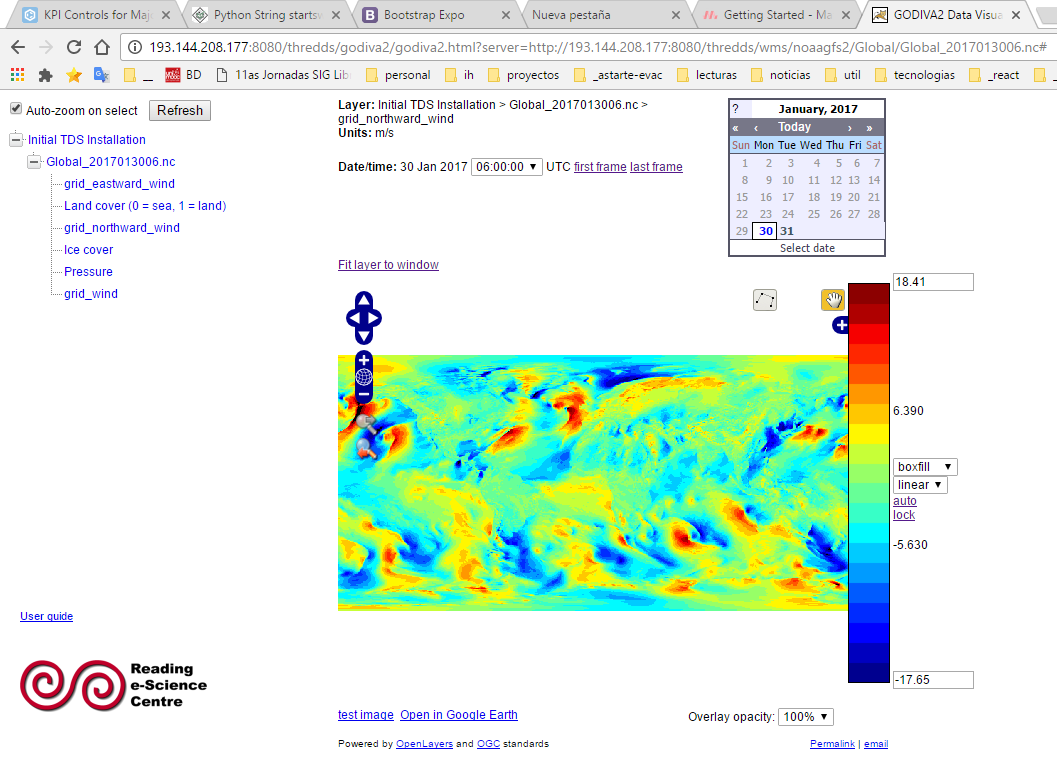 KPI Controls for Maj
Python String startsw
Bootstrap Expo
Nueva pestaña
Getting Started - Ma
GODIVA2 Data Visua
193.144.208.177:8080/thredds/godiva2/godiva2.html?server=http://193.144.208.177:8080/thredds/wms/noaagfs2/Global/Global_2017013006.nc#
__ BD 11as Jornadas SIG Lib personal ih proyectos _astarte-evac lecturas noticias util tecnologias _react
Auto-zoom on select Refresh
Initial TDS Installation
Global_2017013006.nc
grid_eastward_wind
Land cover (0 = sea, 1 = land)
grid_northward_wind
Ice cover
Pressure
grid_wind
Layer: Initial TDS Installation > Global_2017013006.nc >
grid_northward_wind
Units: m/s
Date/time: 30 Jan 2017 06:00:00 UTC first frame last frame
? January, 2017
« ‹ Today › »
Sun Mon Tue Wed Thu Fri Sat
1 2 3 4 5 6 7
8 9 10 11 12 13 14
15 16 17 18 19 20 21
22 23 24 25 26 27 28
29 30 31
Select date
Fit layer to window
18.41
6.390
boxfill
linear
auto
lock
-5.630
-17.65
User guide
Reading
e-Science
Centre
test image Open in Google Earth
Overlay opacity: 100%
Powered by OpenLayers and OGC standards
Permalink | email